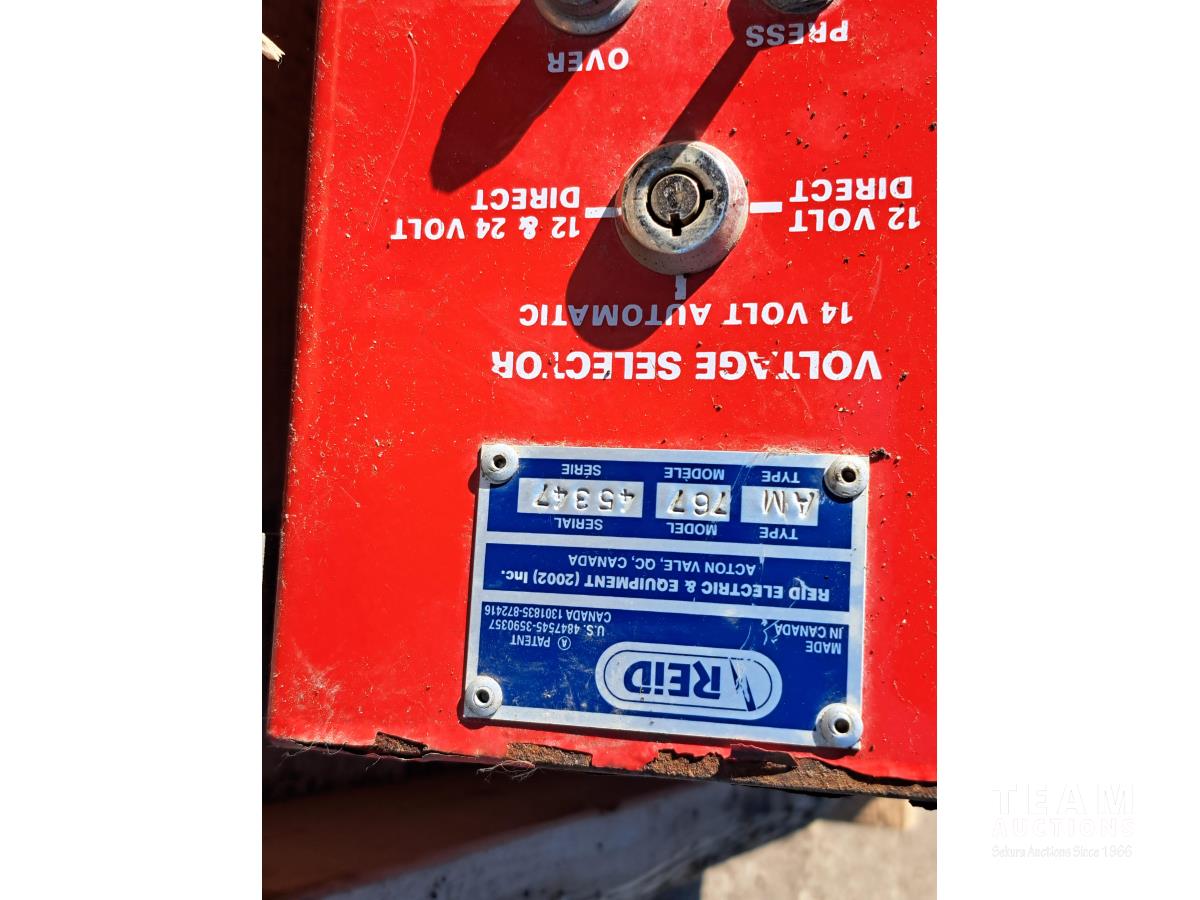 REiD
MADE
IN CANADA
Ⓐ PATENT
U.S. 4847545-3590357
CANADA 1301835-872416
REID ELECTRIC & EQUIPMENT (2002) Inc.
ACTON VALE, QC, CANADA
TYPE MODEL SERIAL
AM 767 45347
TYPE MODÈLE SÉRIE
VOLTAGE SELECTOR
14 VOLT AUTOMATIC
12 VOLT
DIRECT
12 & 24 VOLT
DIRECT
PRESS
OVER
TEAM
AUCTIONS
Sekura Auctions Since 1966